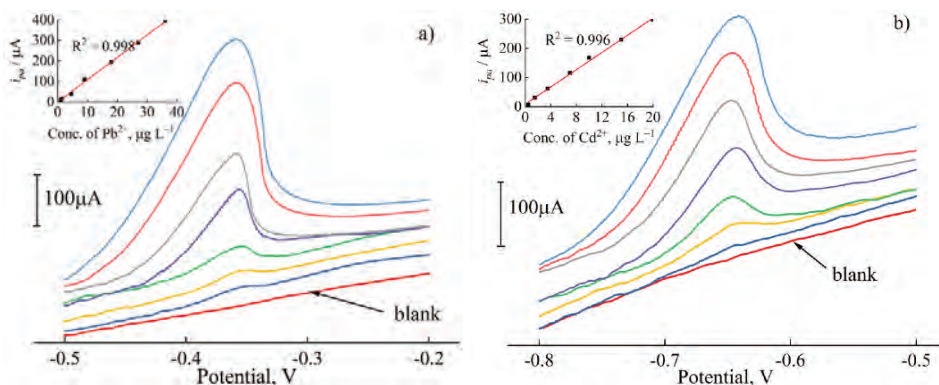 a)
400
300
200
100
0
i_pa / µA
R² = 0.998
0 10 20 30 40
Conc. of Pb²⁺, µg L⁻¹
100µA
blank
-0.5 -0.4 -0.3 -0.2
Potential, V
b)
300
200
100
0
i_pa / µA
R² = 0.996
0 4 8 12 16 20
Conc. of Cd²⁺, µg L⁻¹
100µA
blank
-0.8 -0.7 -0.6 -0.5
Potential, V